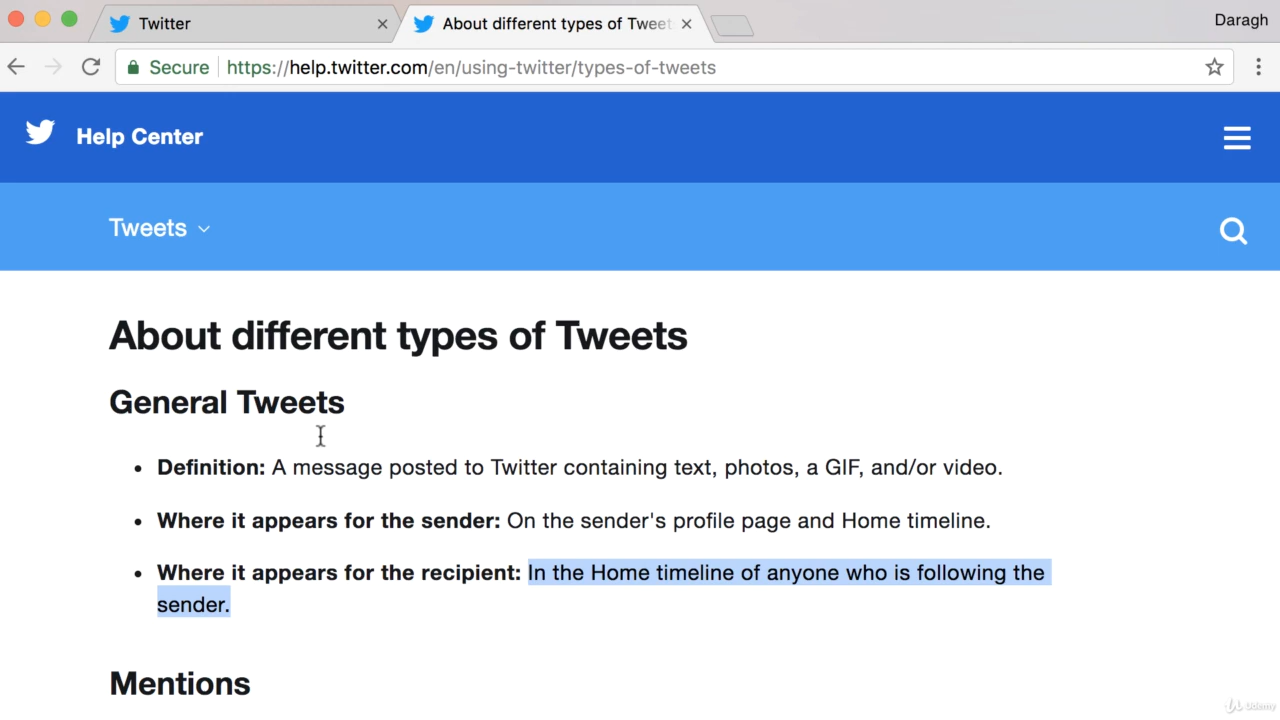 Twitter
About different types of Tweet
Daragh
Secure https://help.twitter.com/en/using-twitter/types-of-tweets
Help Center
Tweets
About different types of Tweets
General Tweets
• Definition: A message posted to Twitter containing text, photos, a GIF, and/or video.
• Where it appears for the sender: On the sender's profile page and Home timeline.
• Where it appears for the recipient: In the Home timeline of anyone who is following the
sender.
Mentions
Udemy